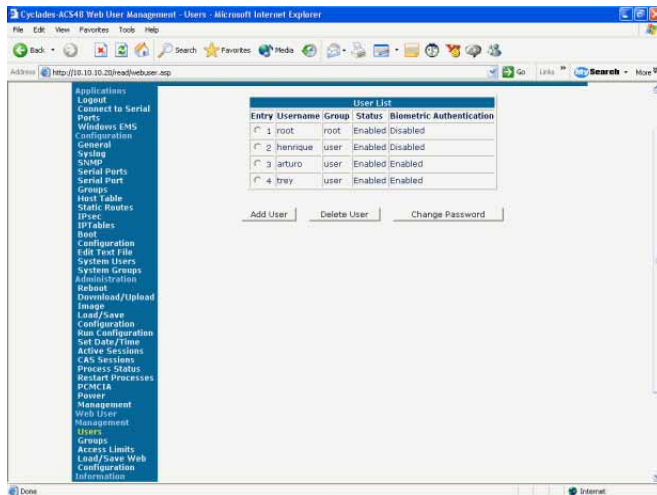 Cyclades-ACS48 Web User Management - Users - Microsoft Internet Explorer
File Edit View Favorites Tools Help
Back Search Favorites Media
Address http://10.10.10.20/read/webuser.asp Go Links » Search More »
Applications
Logout
Connect to Serial
Ports
Windows EMS
Configuration
General
Syslog
SNMP
Serial Ports
Serial Port
Groups
Host Table
Static Routes
IPsec
IPTables
Boot
Configuration
Edit Text File
System Users
System Groups
Administration
Reboot
Download/Upload
Image
Load/Save
Configuration
Run Configuration
Set Date/Time
Active Sessions
CAS Sessions
Process Status
Restart Processes
PCMCIA
Power
Management
Web User
Management
Users
Groups
Access Limits
Load/Save Web
Configuration
Information
User List
Entry Username Group Status Biometric Authentication
1 root root Enabled Disabled
2 henrique user Enabled Disabled
3 arturo user Enabled Enabled
4 trey user Enabled Enabled
Add User Delete User Change Password
Done Internet